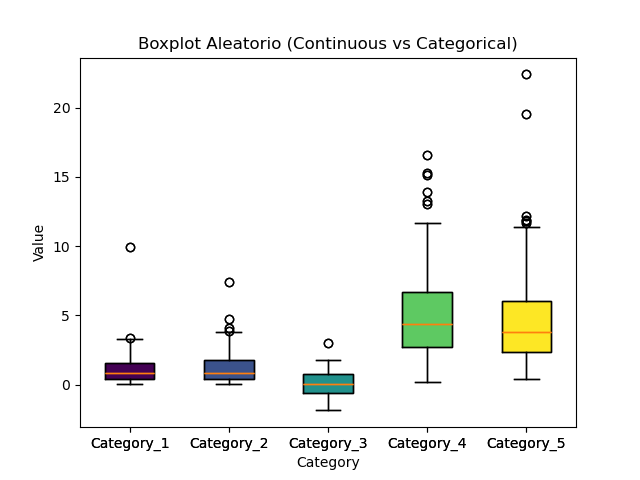 Boxplot Aleatorio (Continuous vs Categorical)
20
15
10
5
0
Value
Category_1 Category_2 Category_3 Category_4 Category_5
Category